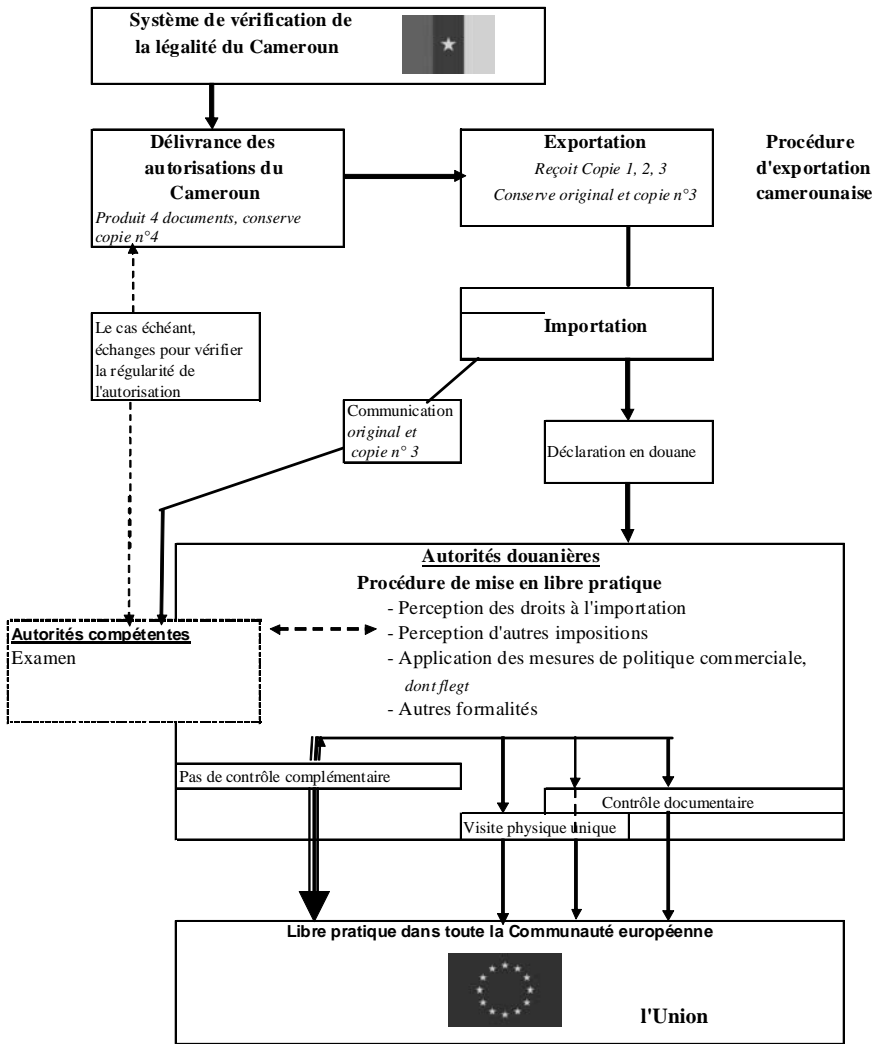 Système de vérification de
la légalité du Cameroun
Délivrance des
autorisations du
Cameroun
Produit 4 documents, conserve
copie n°4
Exportation
Reçoit Copie 1, 2, 3
Conserve original et copie n°3
Procédure
d'exportation
camerounaise
Le cas échéant,
échanges pour vérifier
la régularité de
l'autorisation
Importation
Communication
original et
copie n° 3
Déclaration en douane
Autorités douanières
Procédure de mise en libre pratique
- Perception des droits à l'importation
- Perception d'autres impositions
- Application des mesures de politique commerciale,
dont flegt
- Autres formalités
Autorités compétentes
Examen
Pas de contrôle complémentaire
Contrôle documentaire
Visite physique unique
Libre pratique dans toute la Communauté européenne
l'Union